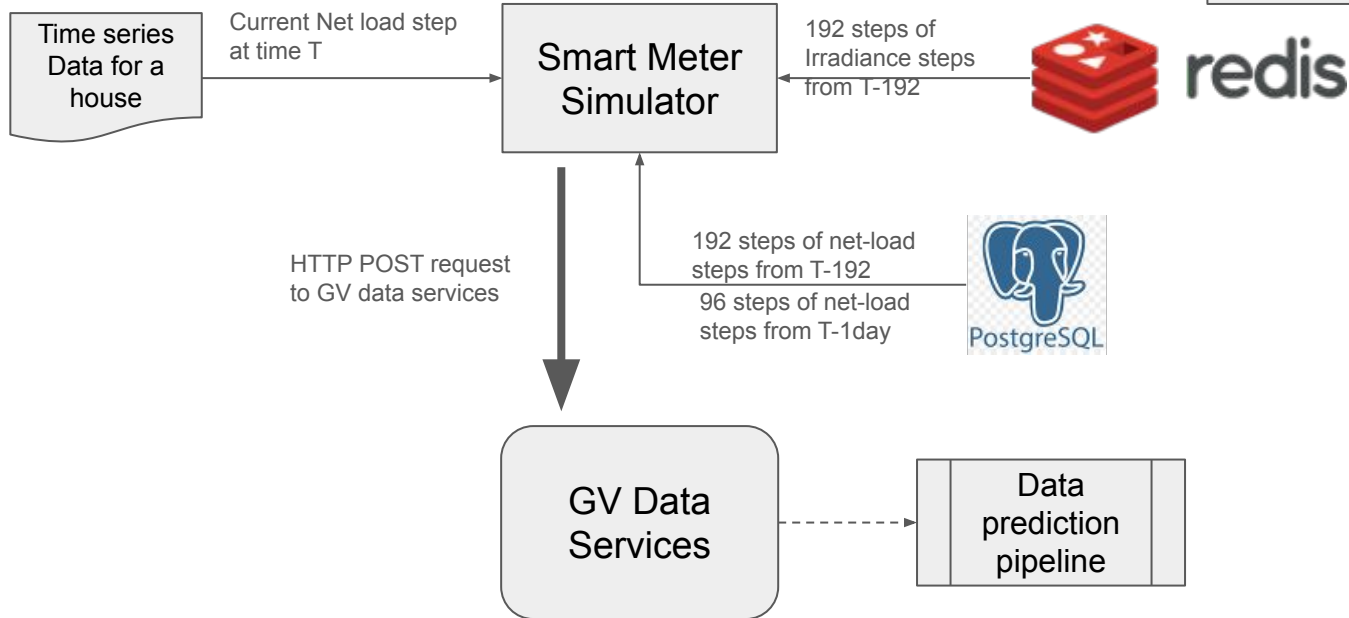 Time series
Data for a
house
Current Net load step
at time T
Smart Meter
Simulator
192 steps of
Irradiance steps
from T-192
redis
HTTP POST request
to GV data services
192 steps of net-load
steps from T-192
96 steps of net-load
steps from T-1day
PostgreSQL
GV Data
Services
Data
prediction
pipeline